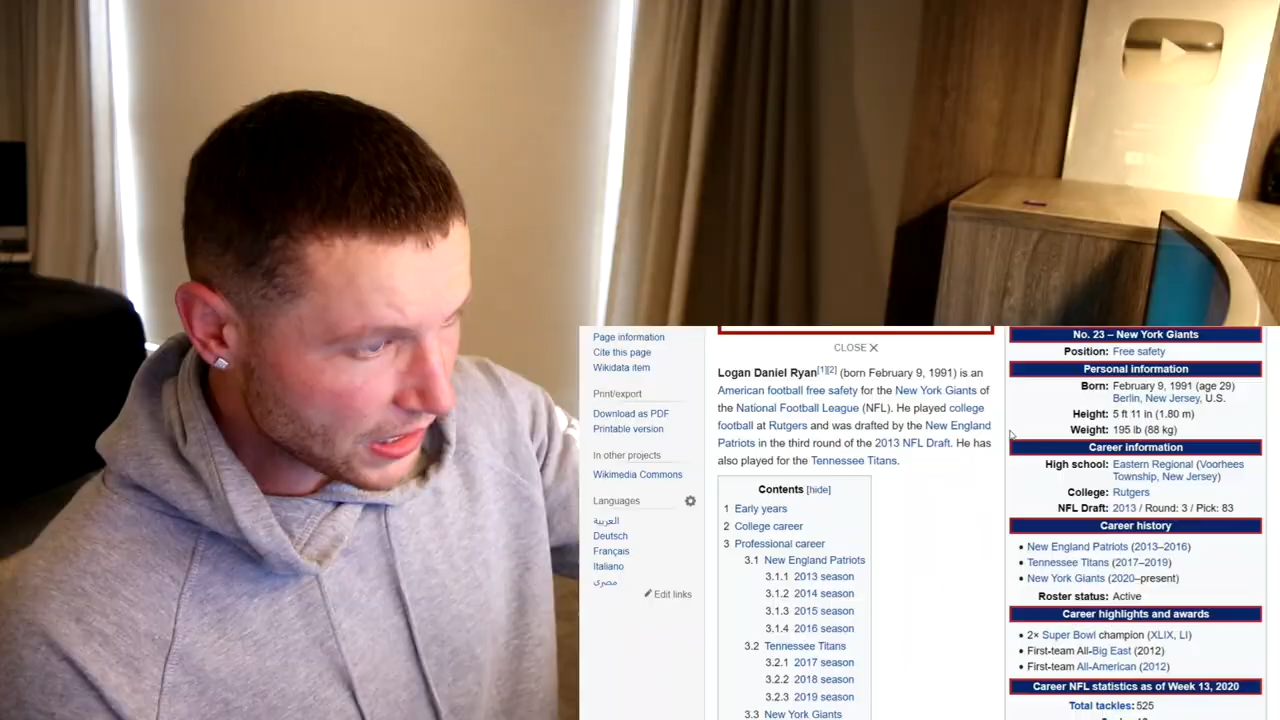 Page information
Cite this page
Wikidata item
Print/export
Download as PDF
Printable version
In other projects
Wikimedia Commons
Languages
العربية
Deutsch
Français
Italiano
مصرى
Edit links
CLOSE X
Logan Daniel Ryan[1][2] (born February 9, 1991) is an
American football free safety for the New York Giants of
the National Football League (NFL). He played college
football at Rutgers and was drafted by the New England
Patriots in the third round of the 2013 NFL Draft. He has
also played for the Tennessee Titans.
Contents [hide]
1 Early years
2 College career
3 Professional career
3.1 New England Patriots
3.1.1 2013 season
3.1.2 2014 season
3.1.3 2015 season
3.1.4 2016 season
3.2 Tennessee Titans
3.2.1 2017 season
3.2.2 2018 season
3.2.3 2019 season
3.3 New York Giants
No. 23 – New York Giants
Position: Free safety
Personal information
Born: February 9, 1991 (age 29)
Berlin, New Jersey, U.S.
Height: 5 ft 11 in (1.80 m)
Weight: 195 lb (88 kg)
Career information
High school: Eastern Regional (Voorhees
Township, New Jersey)
College: Rutgers
NFL Draft: 2013 / Round: 3 / Pick: 83
Career history
• New England Patriots (2013–2016)
• Tennessee Titans (2017–2019)
• New York Giants (2020–present)
Roster status: Active
Career highlights and awards
• 2× Super Bowl champion (XLIX, LI)
• First-team All-Big East (2012)
• First-team All-American (2012)
Career NFL statistics as of Week 13, 2020
Total tackles: 525